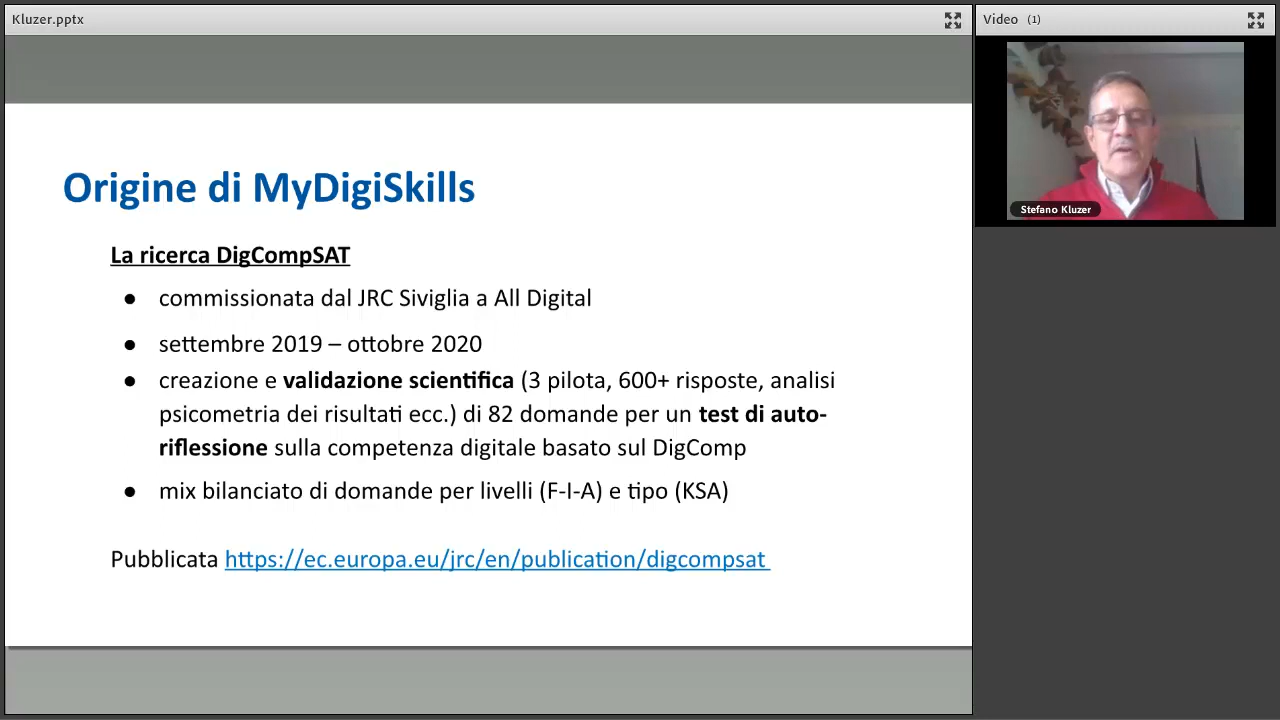 Kluzer.pptx
Video (1)
Stefano Kluzer
Origine di MyDigiSkills
La ricerca DigCompSAT
● commissionata dal JRC Siviglia a All Digital
● settembre 2019 – ottobre 2020
● creazione e validazione scientifica (3 pilota, 600+ risposte, analisi
psicometria dei risultati ecc.) di 82 domande per un test di auto-
riflessione sulla competenza digitale basato sul DigComp
● mix bilanciato di domande per livelli (F-I-A) e tipo (KSA)
Pubblicata https://ec.europa.eu/jrc/en/publication/digcompsat